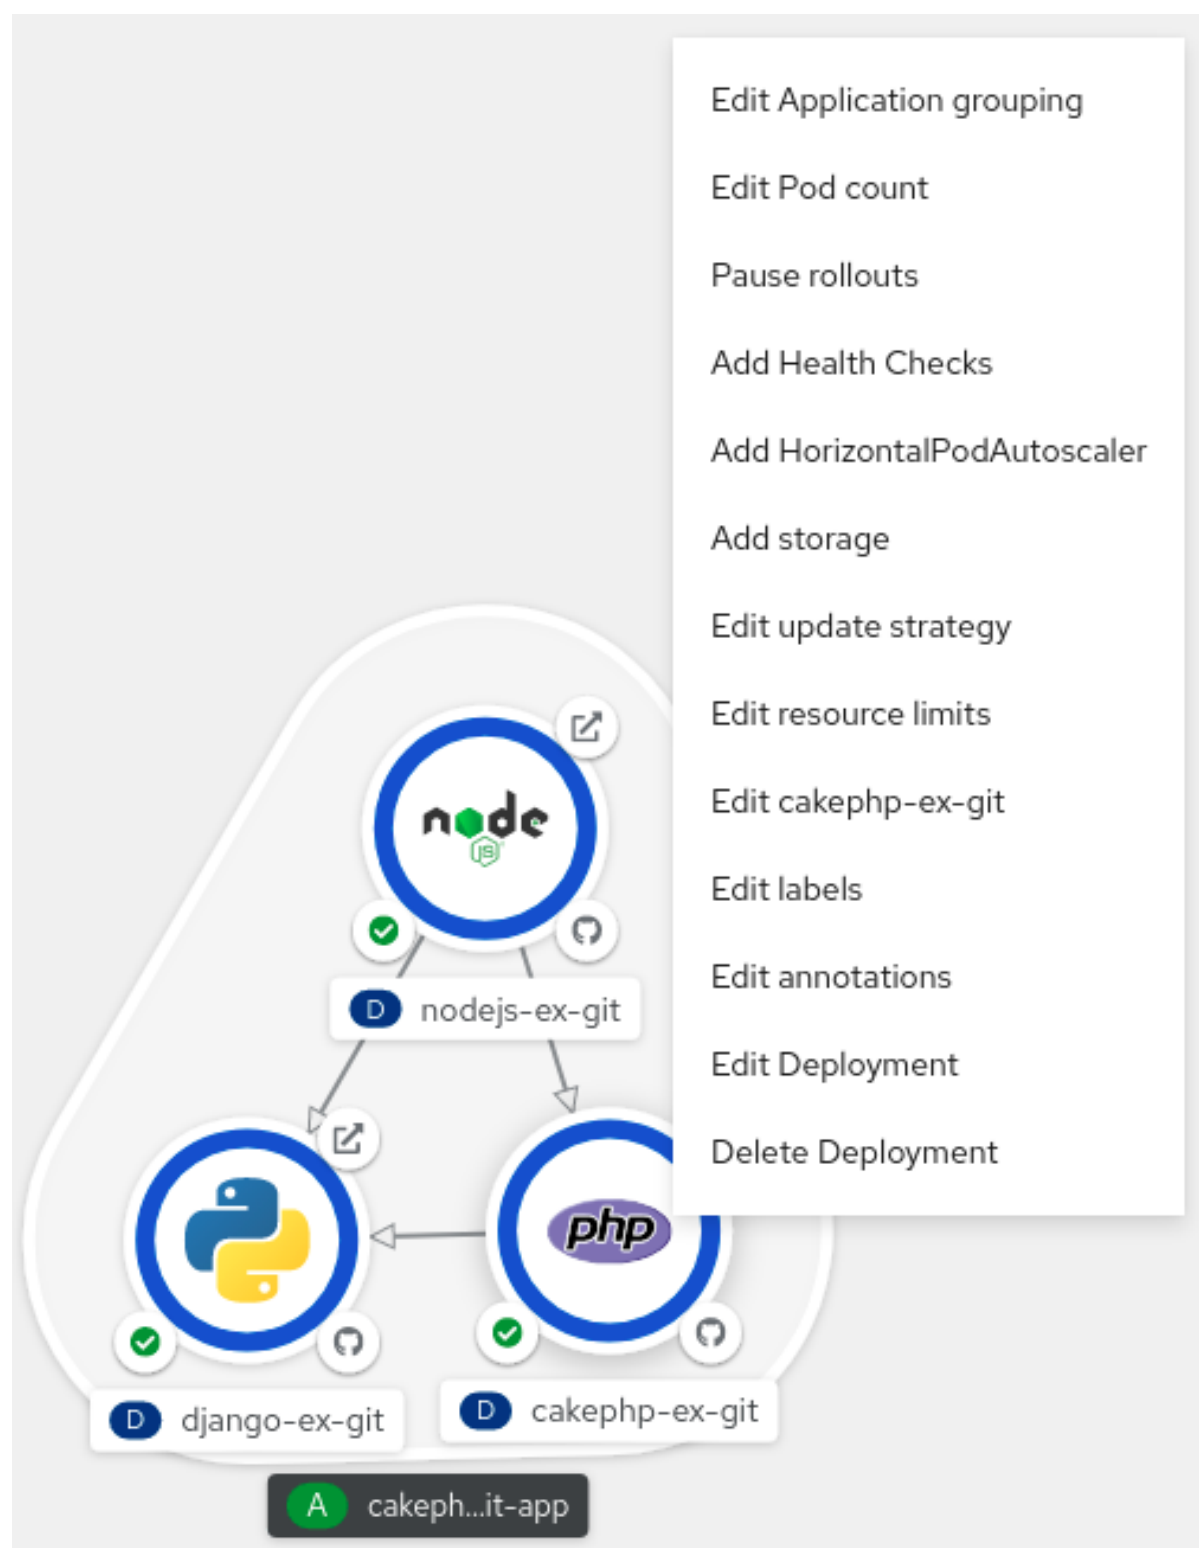 Edit Application grouping
Edit Pod count
Pause rollouts
Add Health Checks
Add HorizontalPodAutoscaler
Add storage
Edit update strategy
Edit resource limits
Edit cakephp-ex-git
Edit labels
Edit annotations
Edit Deployment
Delete Deployment
node
JS
D nodejs-ex-git
php
D django-ex-git
D cakephp-ex-git
A cakeph...it-app